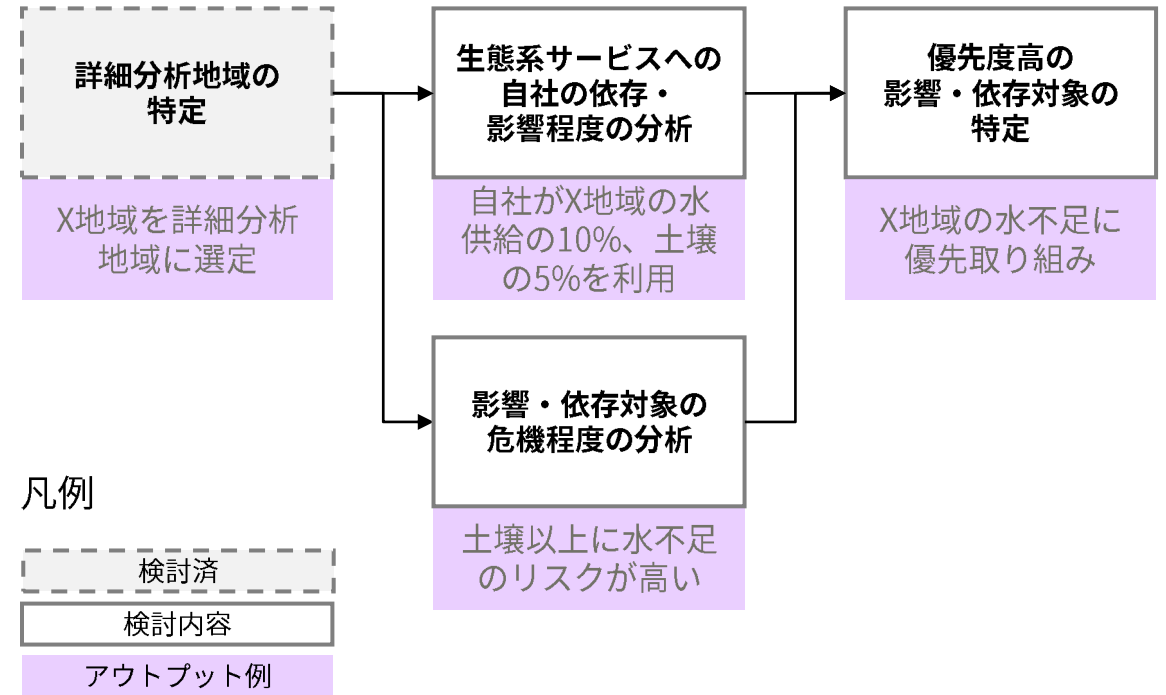 詳細分析地域の
特定
X地域を詳細分析
地域に選定
生態系サービスへの
自社の依存・
影響程度の分析
自社がX地域の水
供給の10%、土壌
の5%を利用
影響・依存対象の
危機程度の分析
土壌以上に水不足
のリスクが高い
優先度高の
影響・依存対象の
特定
X地域の水不足に
優先取り組み
凡例
検討済
検討内容
アウトプット例